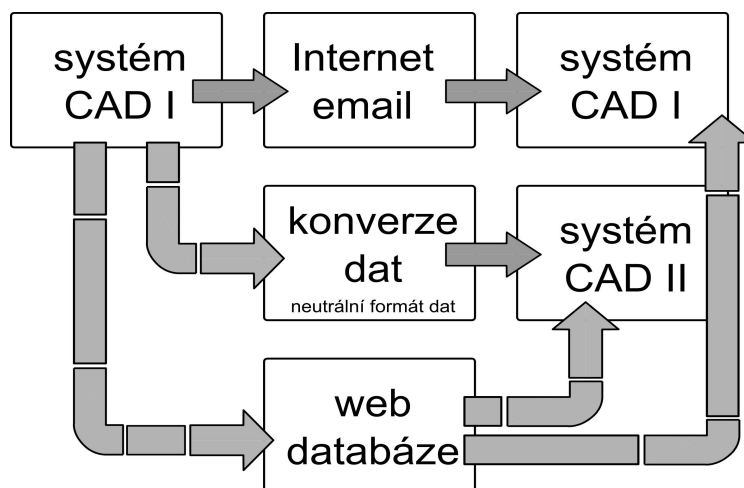 systém
CAD I
Internet
email
systém
CAD I
konverze
dat
neutrální formát dat
systém
CAD II
web
databáze